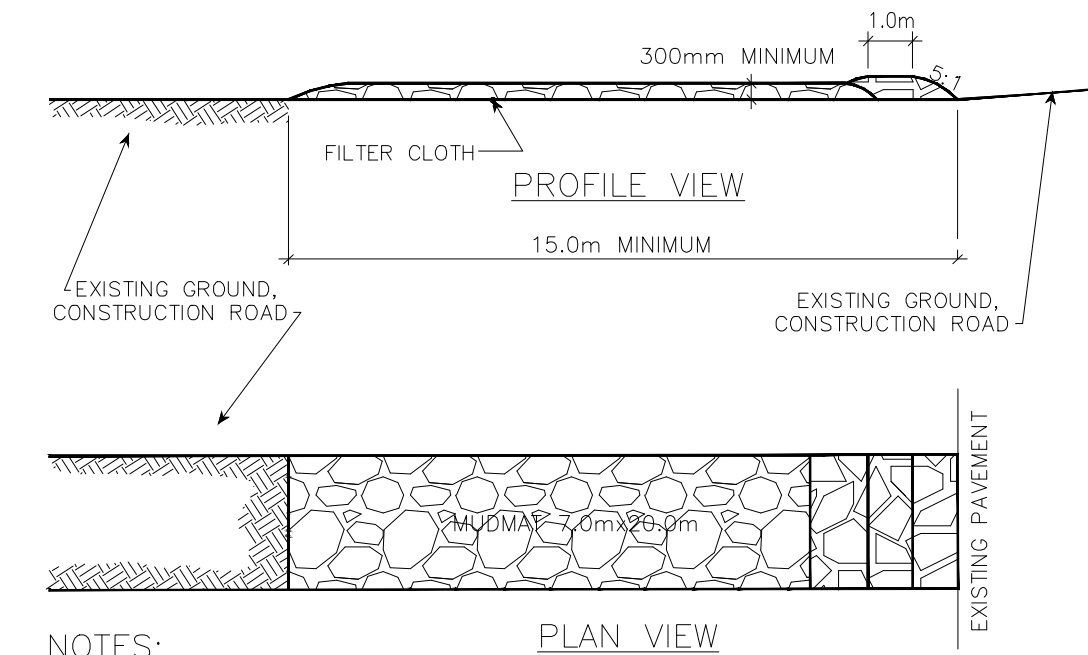 1.0m
300mm MINIMUM
5:1
FILTER CLOTH
PROFILE VIEW
15.0m MINIMUM
EXISTING GROUND,
CONSTRUCTION ROAD
EXISTING GROUND,
CONSTRUCTION ROAD
EXISTING PAVEMENT
MUDMAT 7.0mx20.0m
PLAN VIEW
NOTES: